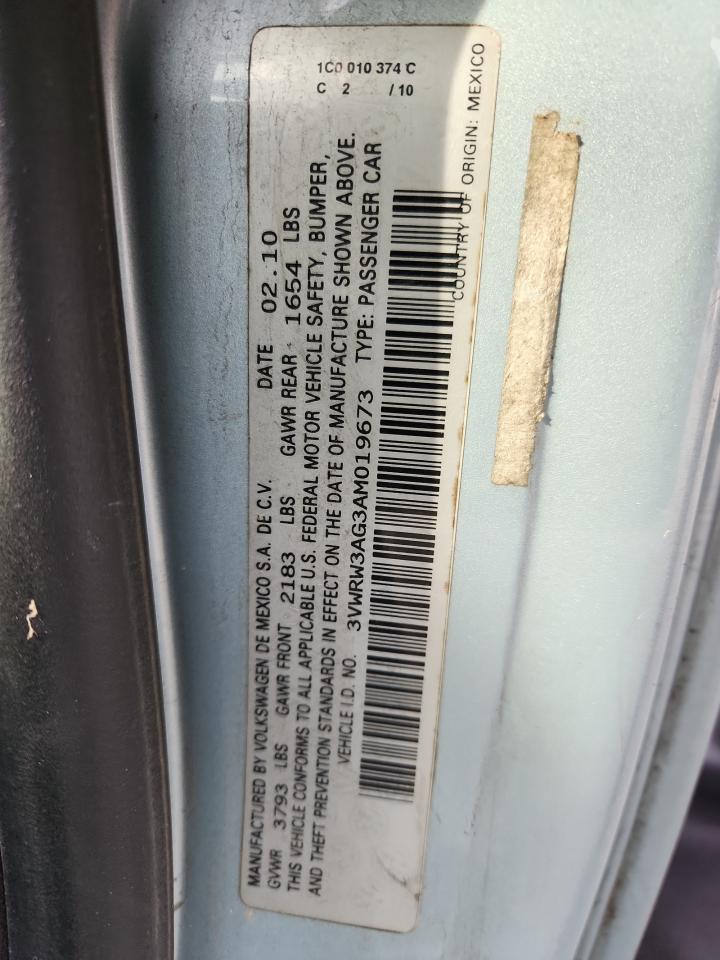 MANUFACTURED BY VOLKSWAGEN DE MEXICO S.A. DE C.V. DATE 02.10
GVWR 3793 LBS GAWR FRONT 2183 LBS GAWR REAR 1654 LBS
THIS VEHICLE CONFORMS TO ALL APPLICABLE U.S. FEDERAL MOTOR VEHICLE SAFETY, BUMPER,
AND THEFT PREVENTION STANDARDS IN EFFECT ON THE DATE OF MANUFACTURE SHOWN ABOVE.
VEHICLE I.D. NO. 3VWRW3AG3AM019673 TYPE: PASSENGER CAR
COUNTRY OF ORIGIN: MEXICO
1C0 010 374 C
C 2 /10